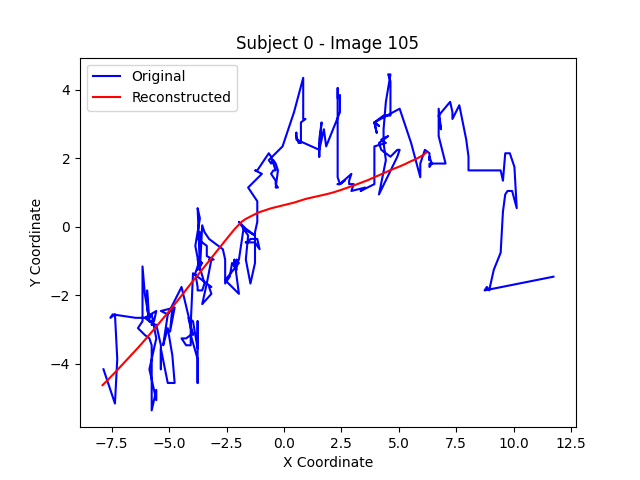 Subject 0 - Image 105
Original
Reconstructed
Y Coordinate
4
2
0
−2
−4
−7.5 −5.0 −2.5 0.0 2.5 5.0 7.5 10.0 12.5
X Coordinate